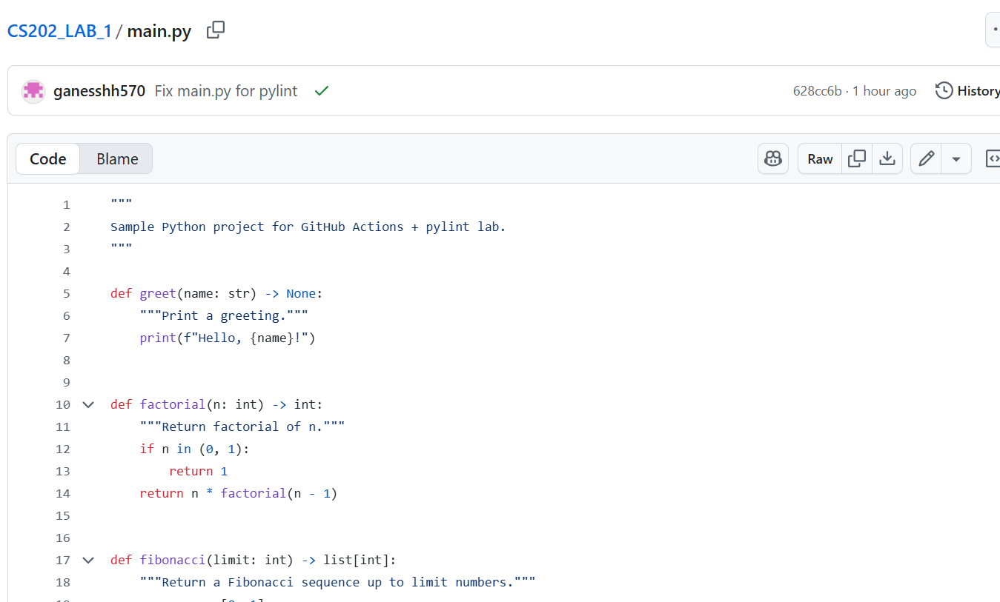 CS202_LAB_1 / main.py
ganesshh570 Fix main.py for pylint 628cc6b · 1 hour ago History
Code Blame Raw
1 """
2 Sample Python project for GitHub Actions + pylint lab.
3 """
4
5 def greet(name: str) -> None:
6 """Print a greeting."""
7 print(f"Hello, {name}!")
8
9
10 def factorial(n: int) -> int:
11 """Return factorial of n."""
12 if n in (0, 1):
13 return 1
14 return n * factorial(n - 1)
15
16
17 def fibonacci(limit: int) -> list[int]:
18 """Return a Fibonacci sequence up to limit numbers."""